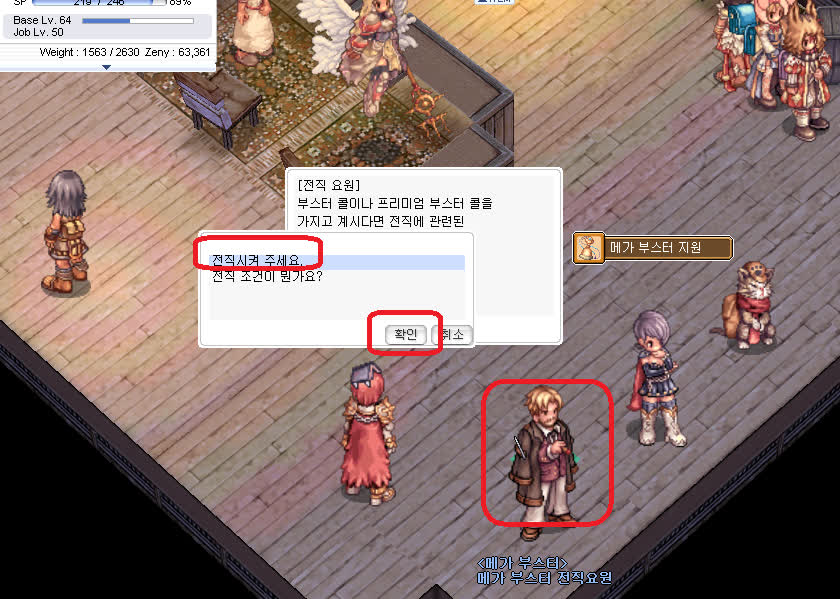 SP 219 / 246 89%
Base Lv. 64
Job Lv. 50
Weight : 1563 / 2630 Zeny : 63,361
[전직 요원]
부스터 콜이나 프리미엄 부스터 콜을
가지고 계시다면 전직에 관련된
전직시켜 주세요.
전직 조건이 뭔가요?
확인 취소
메가 부스터 지원
<메가 부스터>
메가 부스터 전직요원